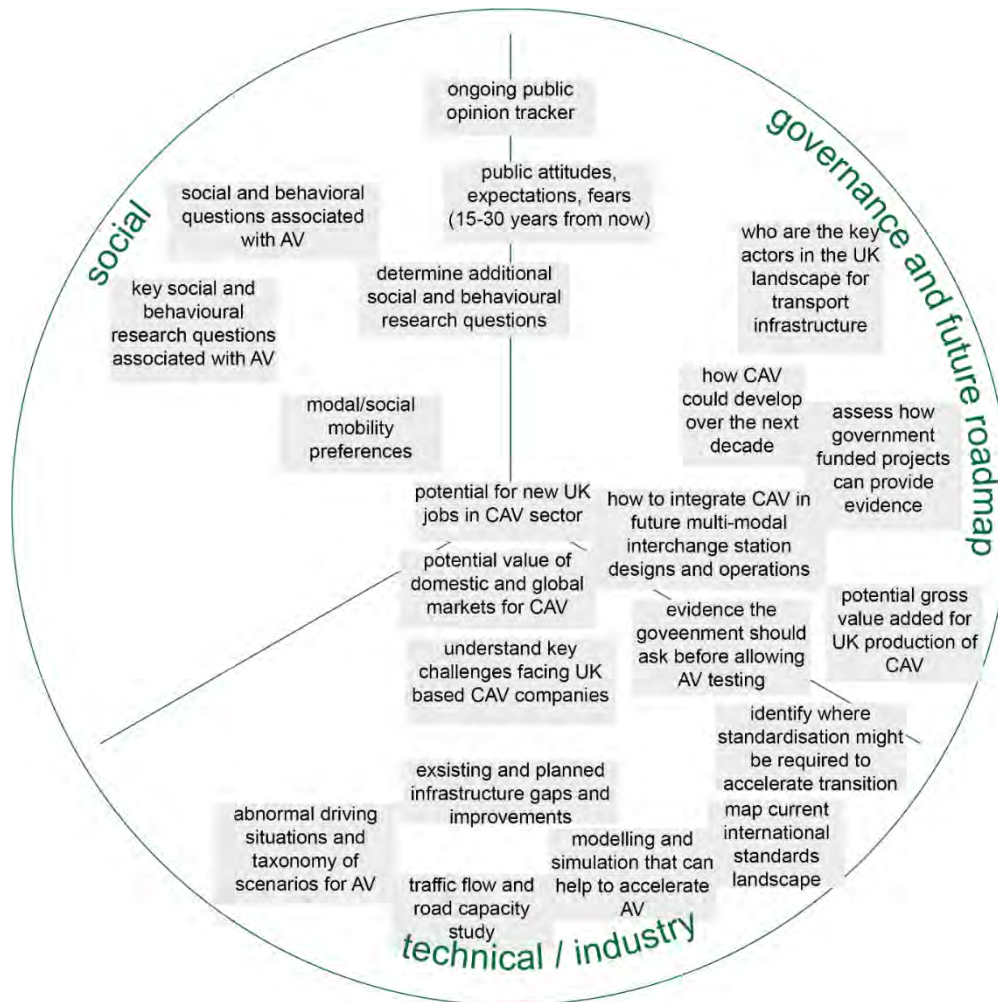 ongoing public
opinion tracker
public attitudes,
expectations, fears
(15-30 years from now)
social and behavioral
questions associated
with AV
determine additional
social and behavioural
research questions
key social and
behavioural
research questions
associated with AV
modal/social
mobility
preferences
social
governance and future roadmap
who are the key
actors in the UK
landscape for
transport
infrastructure
how CAV
could develop
over the next
decade
assess how
government
funded projects
can provide
evidence
potential for new UK
jobs in CAV sector
how to integrate CAV in
future multi-modal
interchange station
designs and operations
potential value of
domestic and global
markets for CAV
evidence the
goveenment should
ask before allowing
AV testing
potential gross
value added for
UK production of
CAV
understand key
challenges facing UK
based CAV companies
identify where
standardisation might
be required to
accelerate transition
exsisting and planned
infrastructure gaps and
improvements
map current
international
standards
landscape
abnormal driving
situations and
taxonomy of
scenarios for AV
modelling and
simulation that can
help to accelerate
AV
traffic flow and
road capacity
study
technical / industry